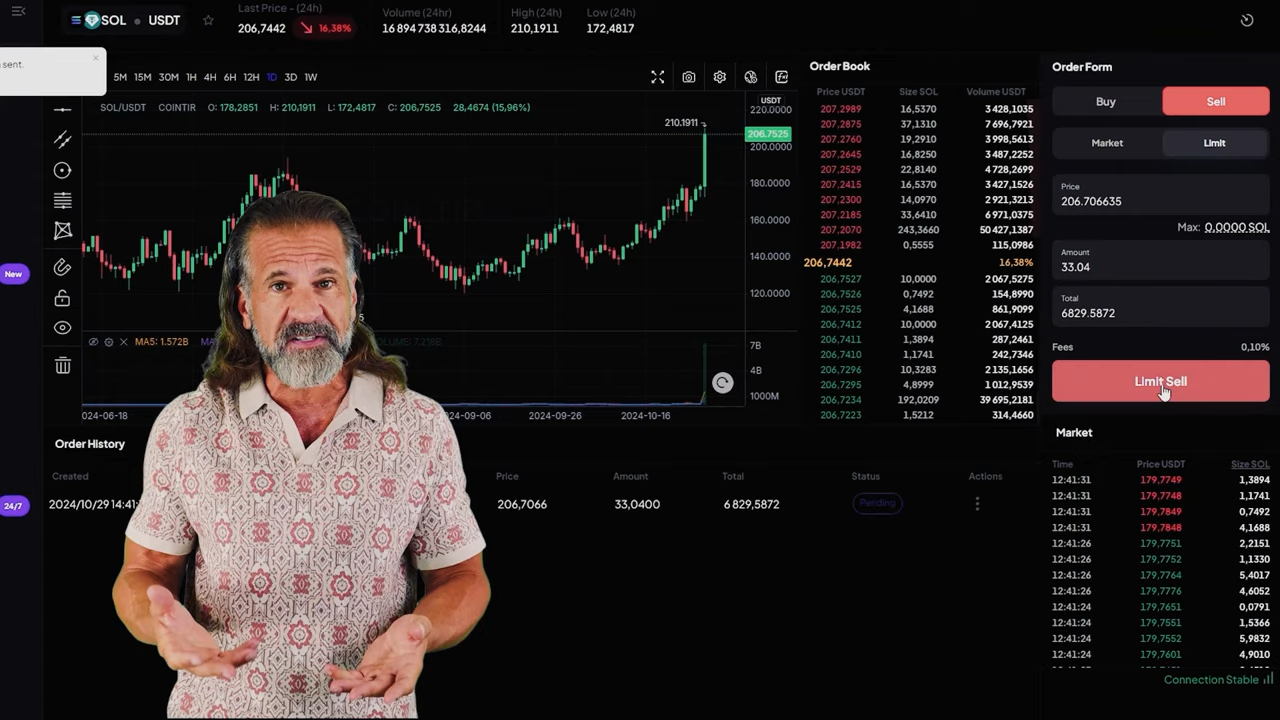 SOL • USDT
Last Price - (24h)
206,7442 16,38%
Volume (24hr)
16 894 738 316,8244
High (24h)
210,1911
Low (24h)
172,4817
sent.
5M 15M 30M 1H 4H 6H 12H 1D 3D 1W
SOL/USDT COINTIR O: 178,2851 H: 210,1911 L: 172,4817 C: 206,7525 28,4674 (15,96%)
210.1911
USDT
220.0000
206.7525
200.0000
180.0000
160.0000
140.0000
120.0000
MA5: 1.572B
VOLUME: 7.218B
7B
4B
1000M
2024-06-18
2024-09-06
2024-09-26
2024-10-16
New
24/7
Order Book
Price USDT Size SOL Volume USDT
207,2989 16,5370 3 428,1035
207,2875 37,1310 7 696,7921
207,2760 19,2910 3 998,5613
207,2645 16,8250 3 487,2252
207,2529 22,8140 4 728,2699
207,2415 16,5370 3 427,1526
207,2300 14,0970 2 921,3213
207,2185 33,6410 6 971,0375
207,2070 243,3660 50 427,1387
207,1982 0,5555 115,0986
206,7442 16,38%
206,7527 10,0000 2 067,5275
206,7526 0,7492 154,8990
206,7525 4,1688 861,9094
206,7412 10,0000 2 067,4125
206,7411 1,3894 287,2461
206,7410 1,1741 242,7346
206,7296 10,3283 2 135,1656
206,7295 4,8999 1 012,9539
206,7234 192,0209 39 695,2181
206,7223 1,5212 314,4660
Order Form
Buy Sell
Market Limit
Price
206.706635
Max: 0,0000 SOL
Amount
33.04
Total
6829.5872
Fees 0,10%
Limit Sell
Order History
Created Price Amount Total Status Actions
2024/10/29 14:41: 206,7066 33,0400 6 829,5872 Pending
Market
Time Price USDT Size SOL
12:41:31 179,7749 1,3894
12:41:31 179,7748 1,1741
12:41:31 179,7849 0,7492
12:41:31 179,7848 4,1688
12:41:26 179,7751 2,2151
12:41:26 179,7752 1,1330
12:41:26 179,7764 5,4017
12:41:26 179,7776 4,6052
12:41:24 179,7651 0,0791
12:41:24 179,7551 1,5366
12:41:24 179,7552 5,9832
12:41:24 179,7601 4,9010
Connection Stable